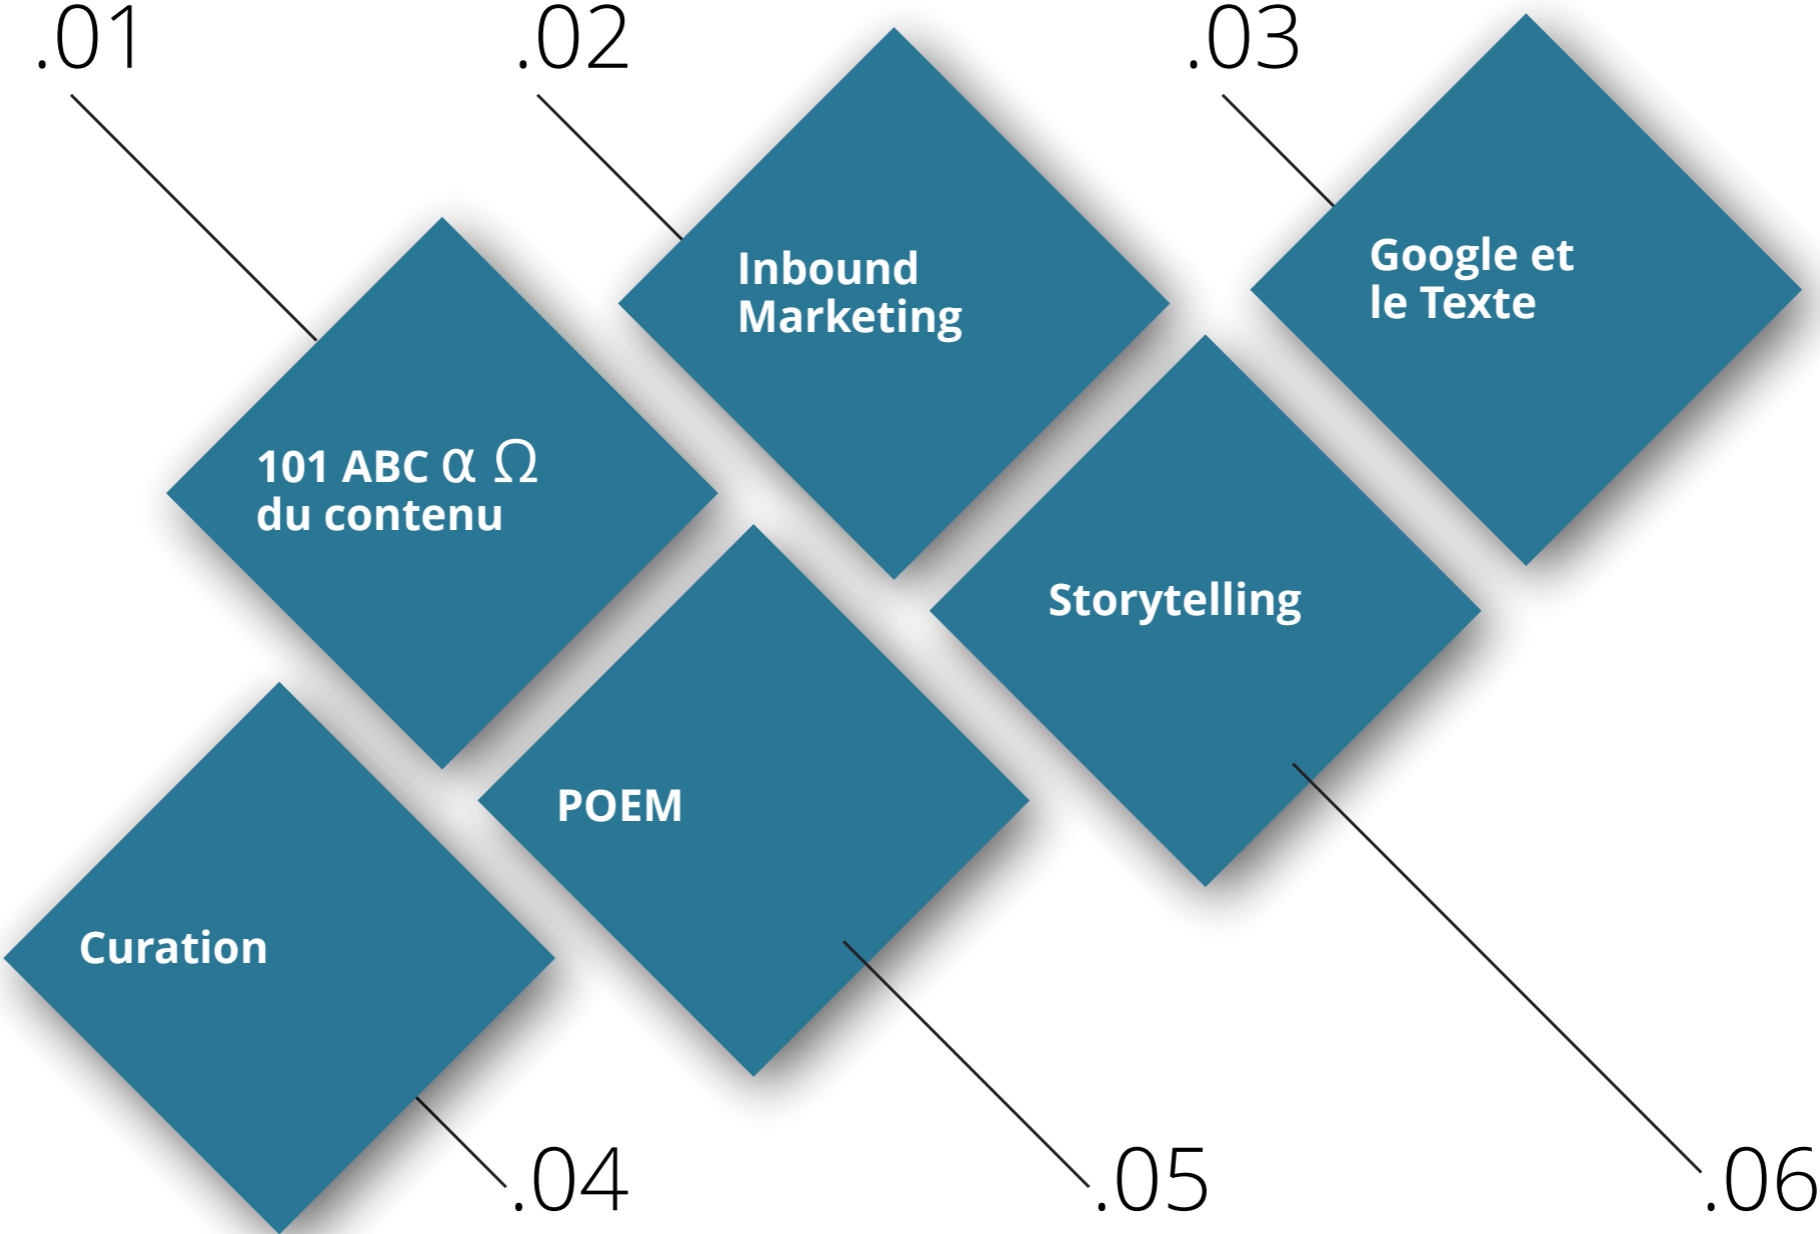 .01
.02
.03
101 ABC α Ω
du contenu
Inbound
Marketing
Google et
le Texte
Curation
POEM
Storytelling
.04
.05
.06